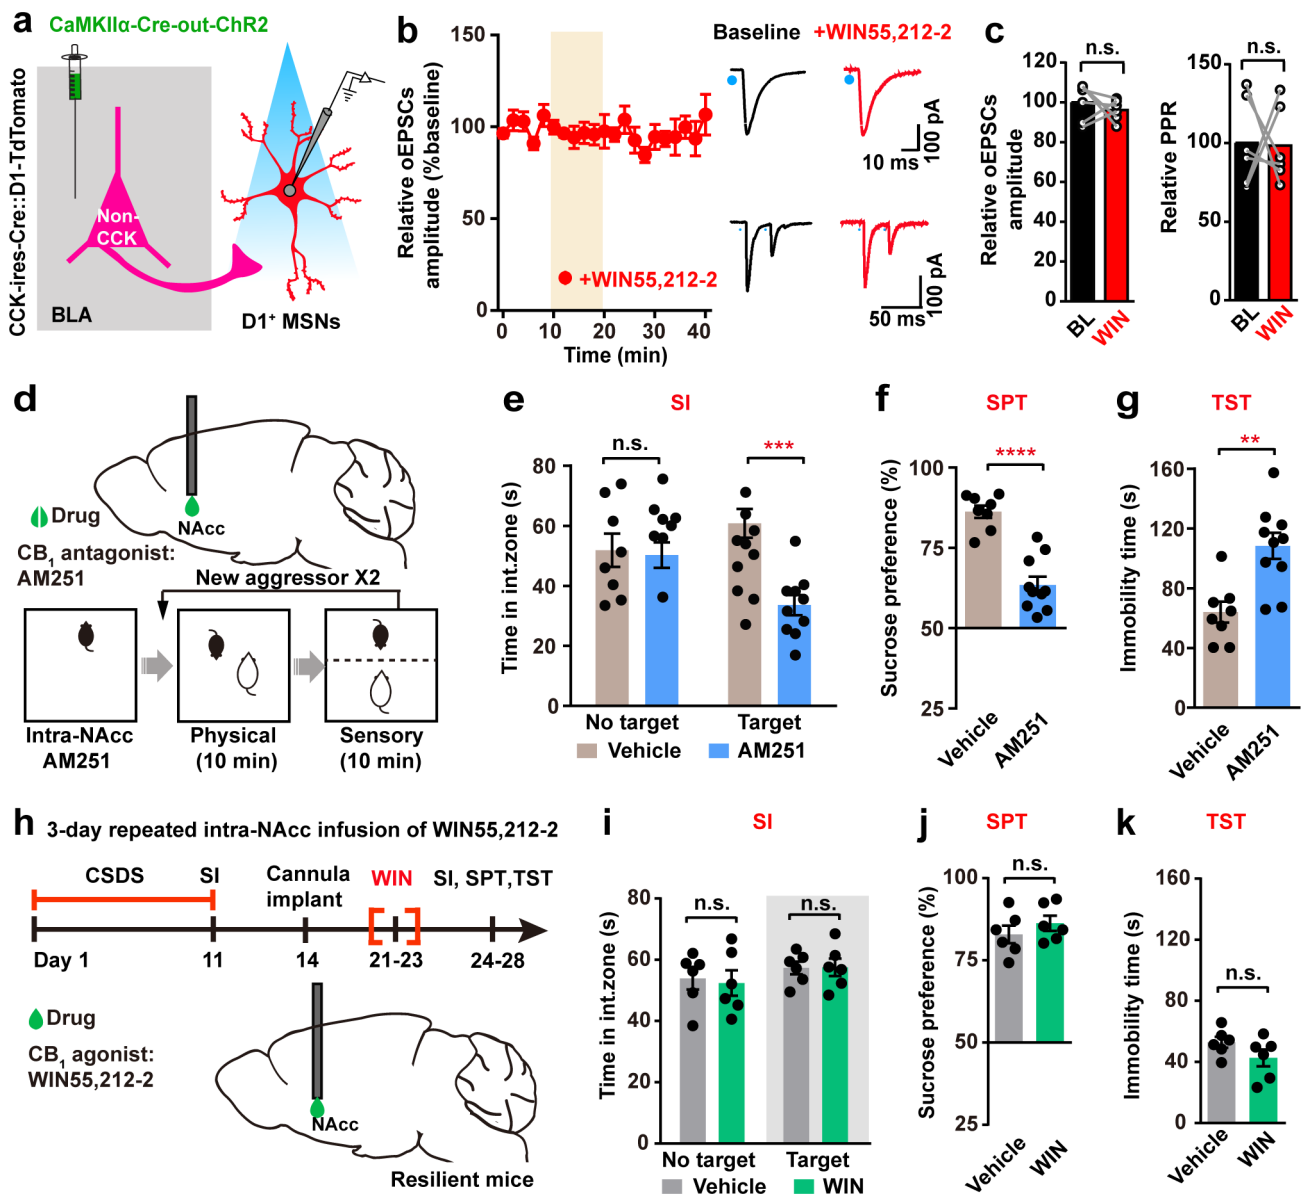 a
CaMKIIα-Cre-out-ChR2
CCK-ires-Cre::D1-TdTomato
Non-
CCK
BLA
D1⁺ MSNs
b
Relative oEPSCs
amplitude (%baseline)
150
100
50
0
+WIN55,212-2
0 10 20 30 40
Time (min)
Baseline
+WIN55,212-2
100 pA
10 ms
100 pA
50 ms
c
n.s.
Relative oEPSCs
amplitude
120
100
80
60
40
20
0
BL
WIN
n.s.
Relative PPR
150
100
50
0
BL
WIN
d
NAcc
Drug
CB₁ antagonist:
AM251
New aggressor X2
Intra-NAcc
AM251
Physical
(10 min)
Sensory
(10 min)
e
SI
n.s.
***
Time in int.zone (s)
80
60
40
20
0
No target
Target
Vehicle
AM251
f
SPT
****
Sucrose preference (%)
100
75
50
25
Vehicle
AM251
g
TST
**
Immobility time (s)
160
120
80
40
0
Vehicle
AM251
h
3-day repeated intra-NAcc infusion of WIN55,212-2
CSDS
SI
Cannula
implant
WIN
SI, SPT,TST
Day 1
11
14
21-23
24-28
Drug
CB₁ agonist:
WIN55,212-2
NAcc
Resilient mice
i
SI
n.s.
n.s.
Time in int.zone (s)
80
60
40
20
0
No target
Target
Vehicle
WIN
j
SPT
n.s.
Sucrose preference (%)
100
75
50
25
Vehicle
WIN
k
TST
n.s.
Immobility time (s)
160
120
80
40
0
Vehicle
WIN